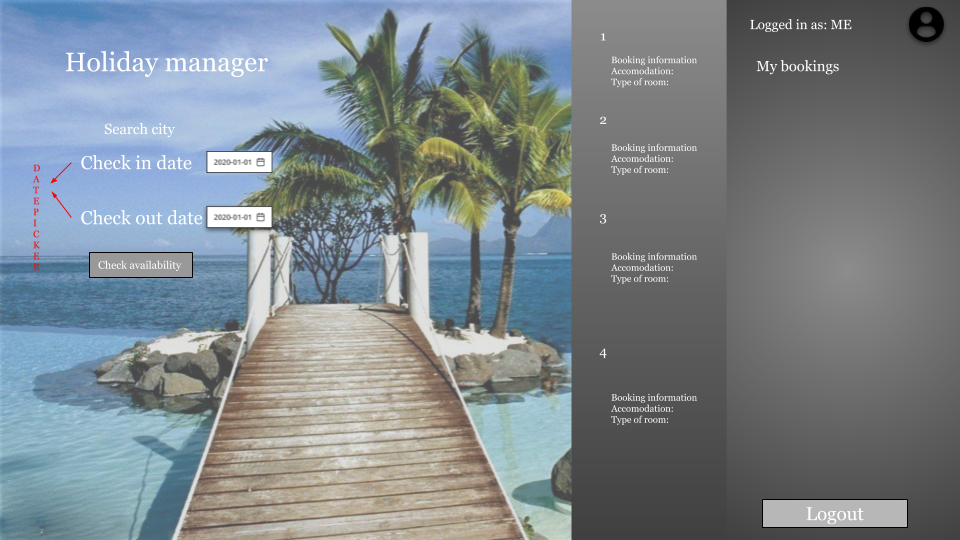 Holiday manager
Search city
Check in date
2020-01-01
Check out date
2020-01-01
Check availability
1
Booking information
Accomodation:
Type of room:
2
Booking information
Accomodation:
Type of room:
3
Booking information
Accomodation:
Type of room:
4
Booking information
Accomodation:
Type of room:
Logged in as: ME
My bookings
Logout